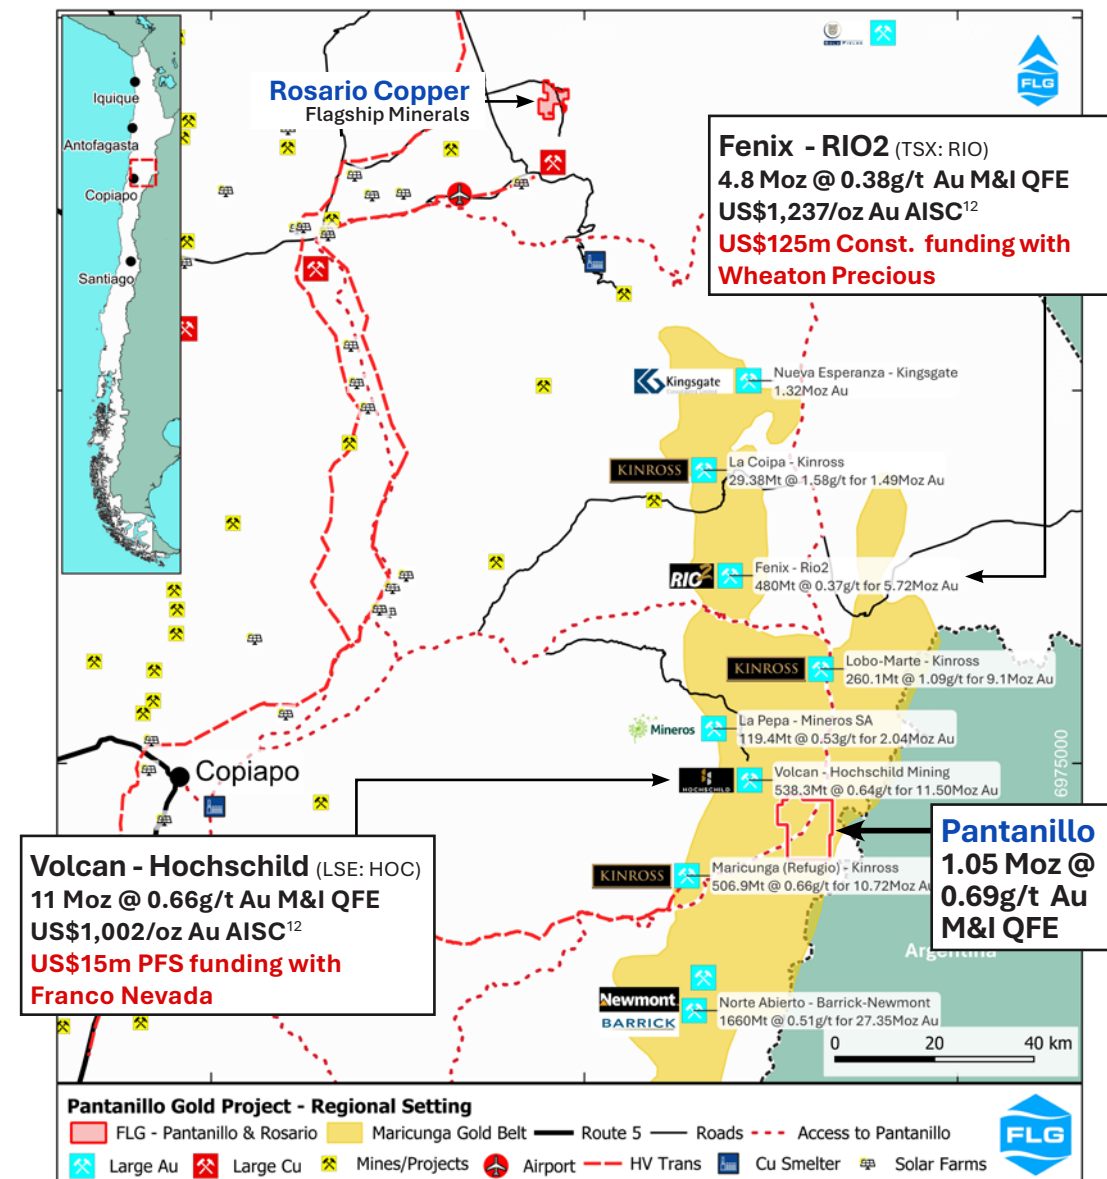 Iquique
Antofagasta
Copiapo
Santiago
Rosario Copper
Flagship Minerals
GOLD FIELDS
FLG
Fenix - RIO2 (TSX: RIO)
4.8 Moz @ 0.38g/t Au M&I QFE
US$1,237/oz Au AISC12
US$125m Const. funding with
Wheaton Precious
Kingsgate
Nueva Esperanza - Kingsgate
1.32Moz Au
KINROSS
La Coipa - Kinross
29.38Mt @ 1.58g/t for 1.49Moz Au
RIO2
Fenix - Rio2
480Mt @ 0.37g/t for 5.72Moz Au
KINROSS
Lobo-Marte - Kinross
260.1Mt @ 1.09g/t for 9.1Moz Au
Mineros
La Pepa - Mineros SA
119.4Mt @ 0.53g/t for 2.04Moz Au
6975000
Copiapo
HOCHSCHILD
Volcan - Hochschild Mining
538.3Mt @ 0.64g/t for 11.50Moz Au
Pantanillo
1.05 Moz @
0.69g/t Au
M&I QFE
Volcan - Hochschild (LSE: HOC)
11 Moz @ 0.66g/t Au M&I QFE
US$1,002/oz Au AISC12
US$15m PFS funding with
Franco Nevada
KINROSS
Maricunga (Refugio) - Kinross
506.9Mt @ 0.66g/t for 10.72Moz Au
Argentina
Newmont
BARRICK
Norte Abierto - Barrick-Newmont
1660Mt @ 0.51g/t for 27.35Moz Au
0 20 40 km
Pantanillo Gold Project - Regional Setting
FLG - Pantanillo & Rosario Maricunga Gold Belt Route 5 Roads Access to Pantanillo
Large Au Large Cu Mines/Projects Airport HV Trans Cu Smelter Solar Farms
FLG